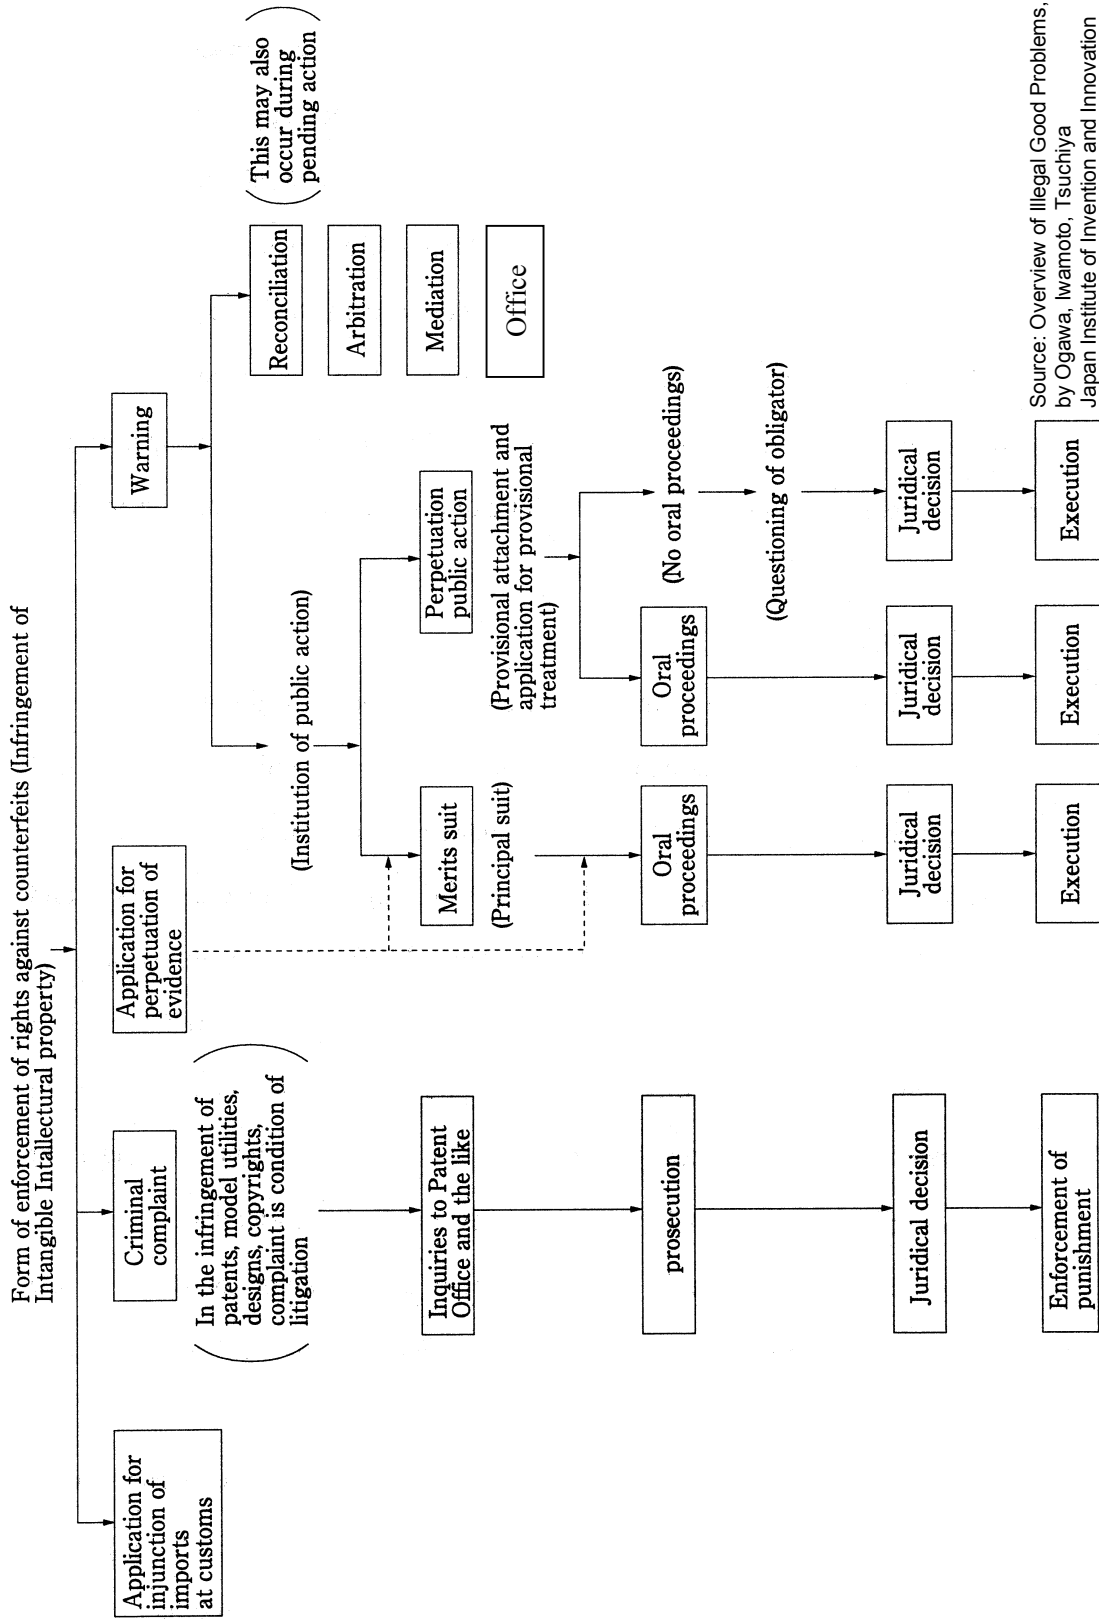 Form of enforcement of rights against counterfeits (Infringement of
Intangible Intallectural property)
Application for
injunction of
imports
at customs
Criminal
complaint
Application for
perpetuation of
evidence
Warning
In the infringement of
patents, model utilities,
designs, copyrights,
complaint is condition of
litigation
(Institution of public action)
Reconciliation
(This may also
occur during
pending action)
Arbitration
Mediation
Office
Inquiries to Patent
Office and the like
Merits suit
(Principal suit)
Perpetuation
public action
(Provisional attachment and
application for provisional
treatment)
prosecution
Oral
proceedings
Oral
proceedings
(No oral proceedings)
(Questioning of obligator)
Juridical decision
Juridical
decision
Juridical
decision
Juridical
decision
Enforcement of
punishment
Execution
Execution
Execution
Source: Overview of Illegal Good Problems,
by Ogawa, Iwamoto, Tsuchiya
Japan Institute of Invention and Innovation